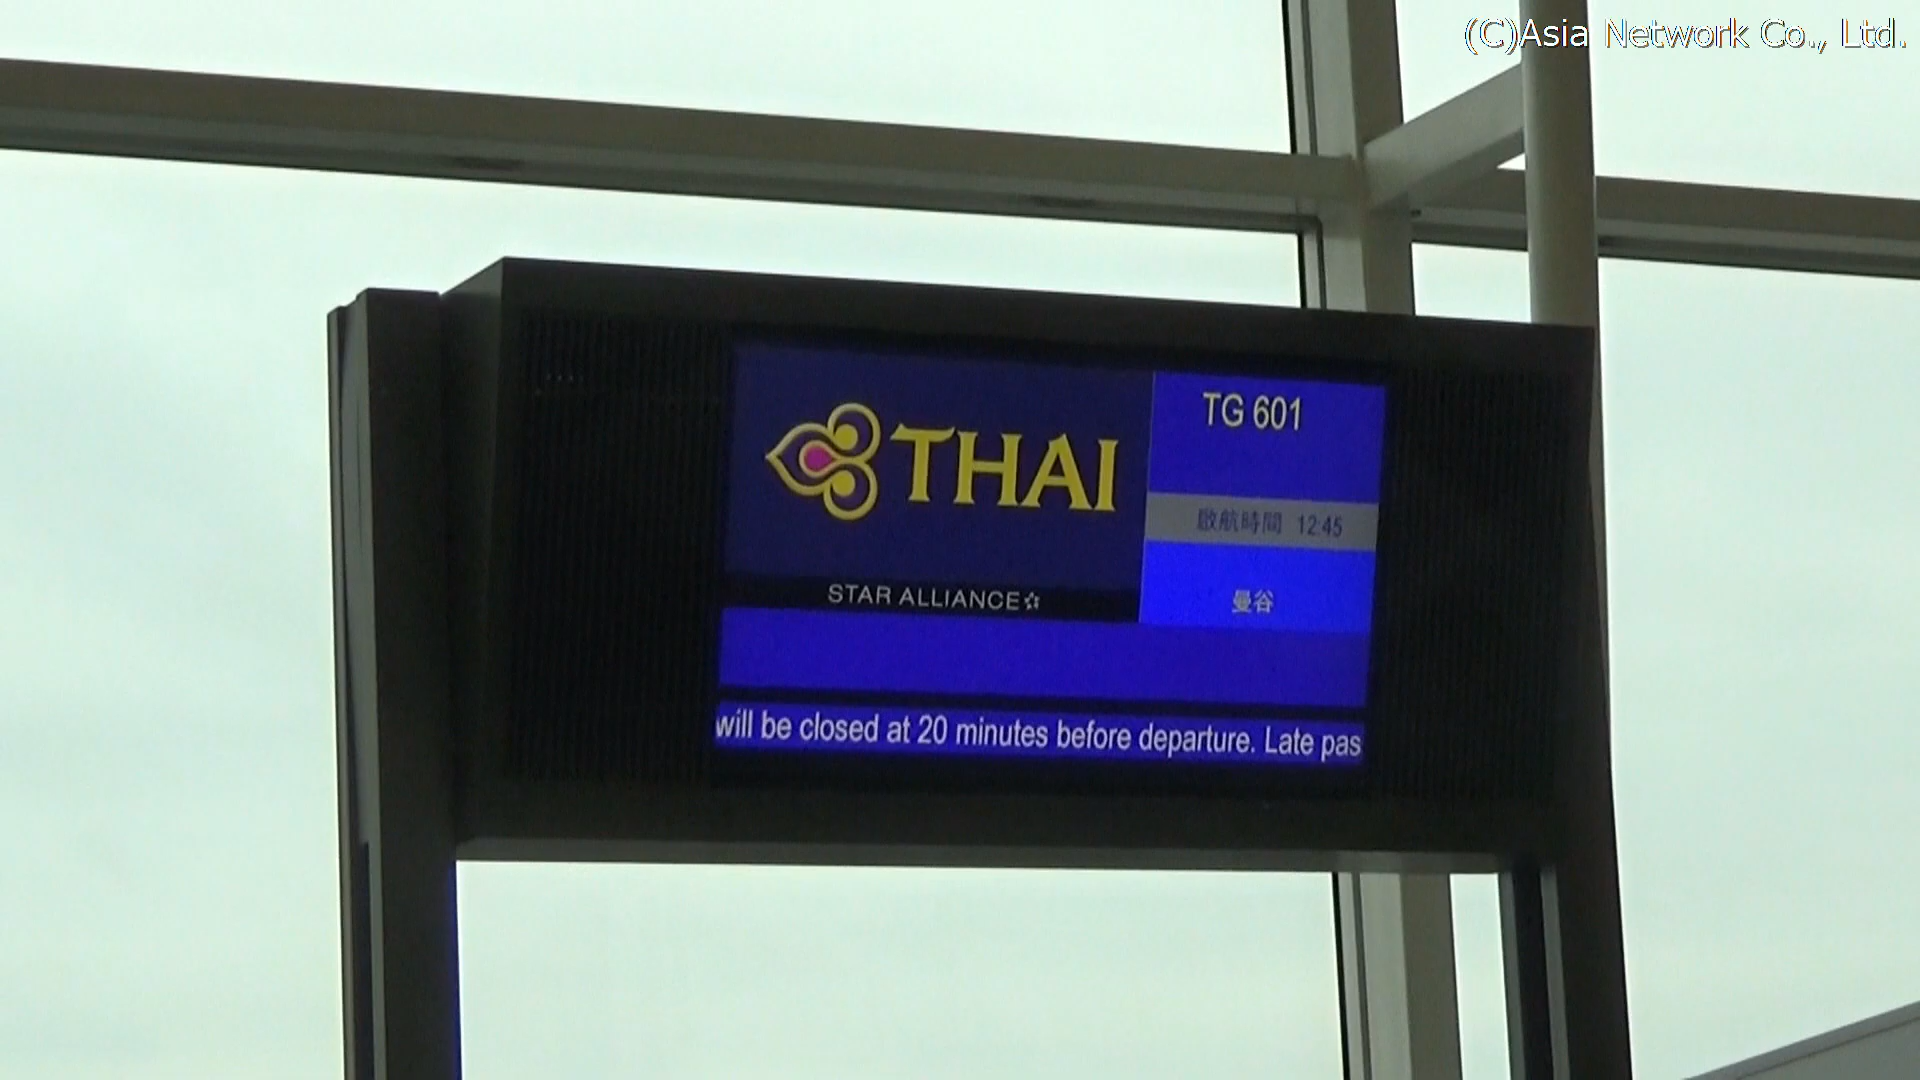 (C)Asia Network Co., Ltd.
THAI
TG 601
啟航時間 12:45
STAR ALLIANCE
曼谷
will be closed at 20 minutes before departure. Late pas